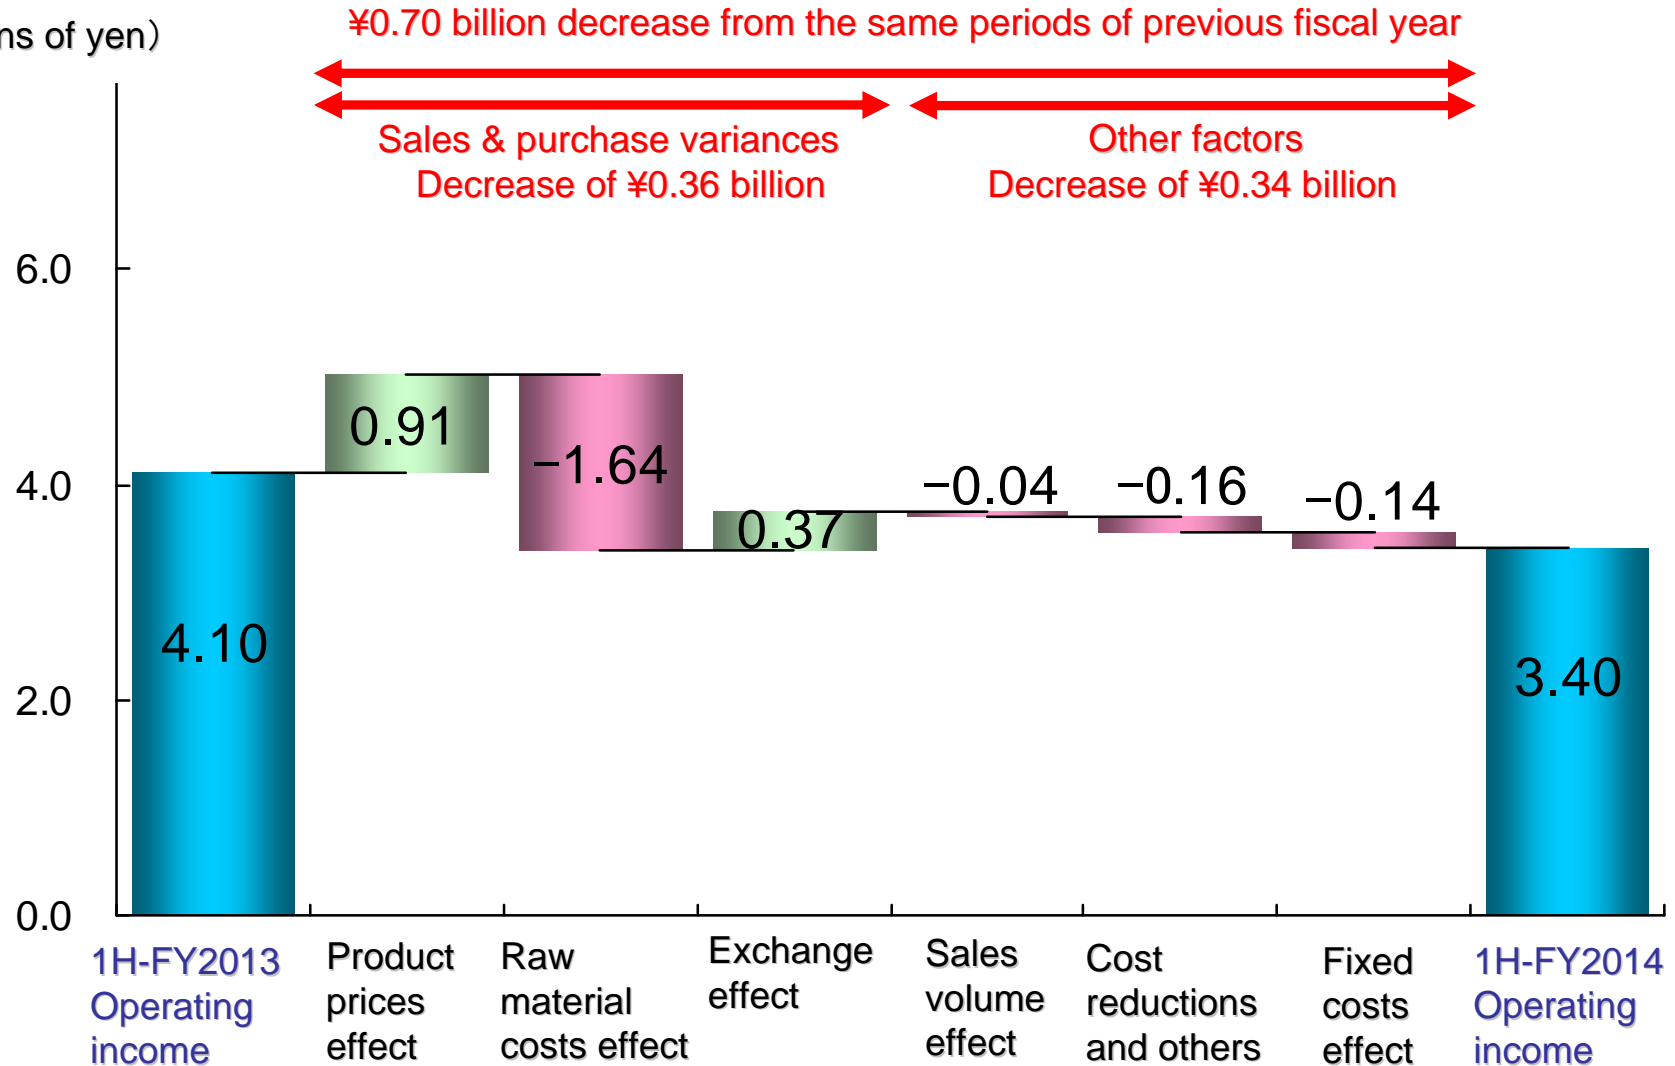 ns of yen）
¥0.70 billion decrease from the same periods of previous fiscal year
Sales & purchase variances
Decrease of ¥0.36 billion
Other factors
Decrease of ¥0.34 billion
6.0
4.0
2.0
0.0
4.10
0.91
−1.64
0.37
−0.04
−0.16
−0.14
3.40
1H-FY2013
Operating
income
Product
prices
effect
Raw
material
costs effect
Exchange
effect
Sales
volume
effect
Cost
reductions
and others
Fixed
costs
effect
1H-FY2014
Operating
income